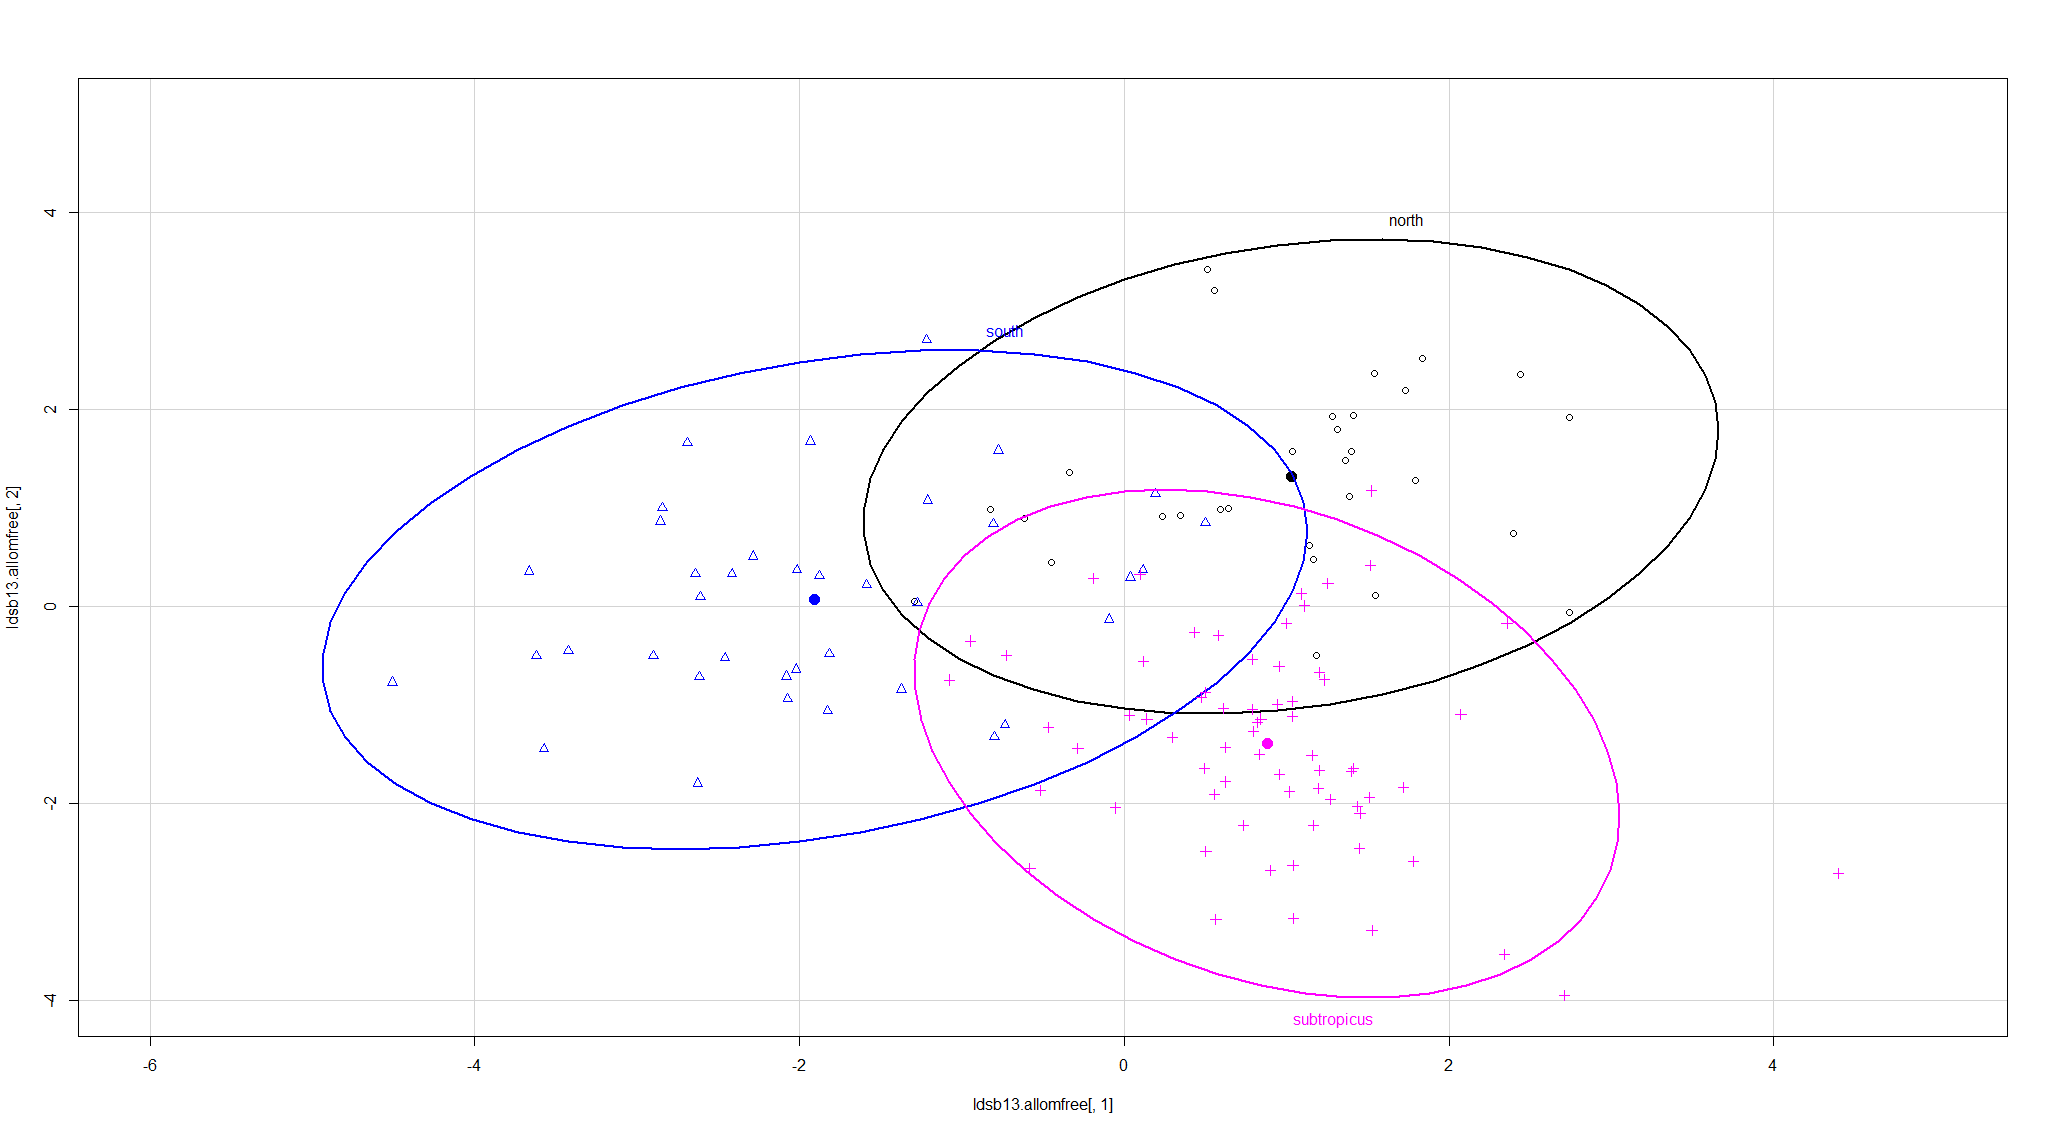 north
south
subtropicus
4
2
0
-2
-4
ldsb13.allomfree[, 2]
-6
-4
-2
0
2
4
ldsb13.allomfree[, 1]